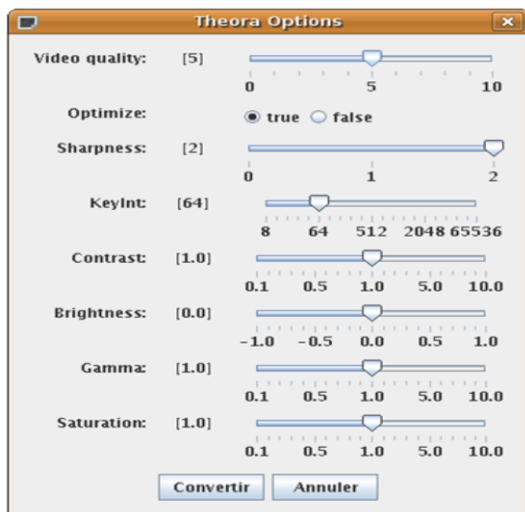 Theora Options
Video quality: [5]
0 5 10
Optimize: true false
Sharpness: [2]
0 1 2
KeyInt: [64]
8 64 512 2048 65536
Contrast: [1.0]
0.1 0.5 1.0 5.0 10.0
Brightness: [0.0]
-1.0 -0.5 0.0 0.5 1.0
Gamma: [1.0]
0.1 0.5 1.0 5.0 10.0
Saturation: [1.0]
0.1 0.5 1.0 5.0 10.0
Convertir Annuler